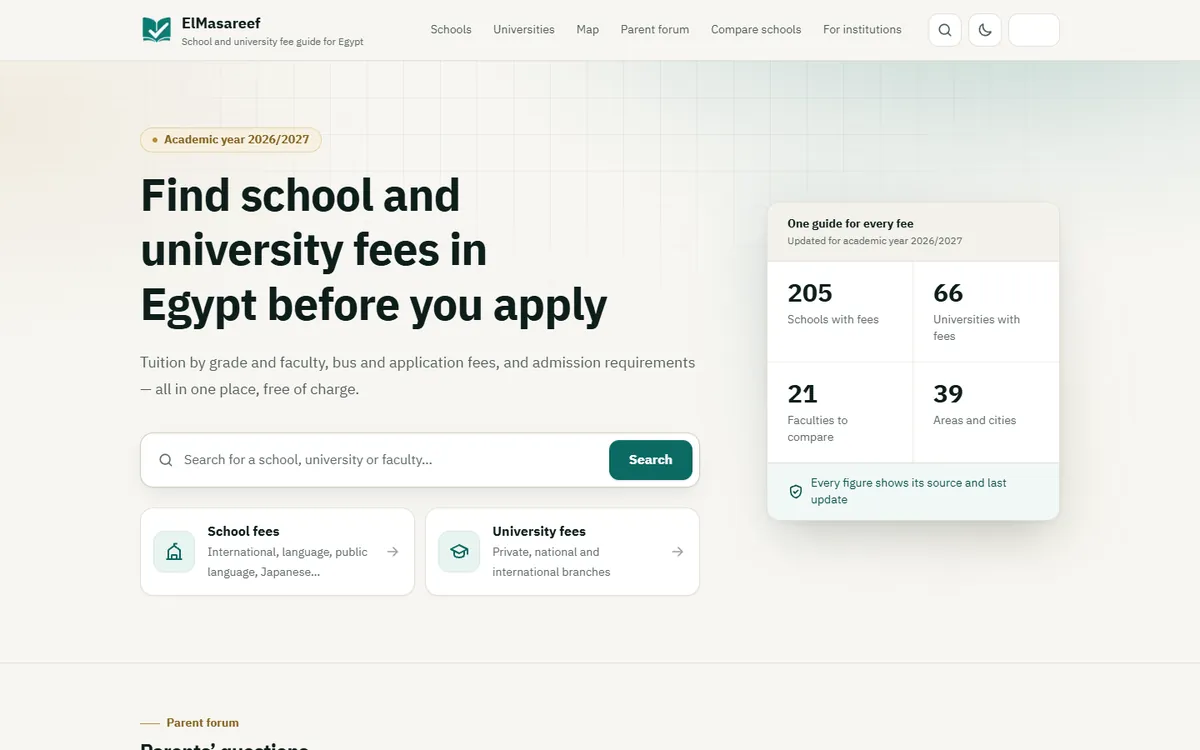 ElMasareef
School and university fee guide for Egypt
Schools
Universities
Map
Parent forum
Compare schools
For institutions
Academic year 2026/2027
Find school and
university fees in
Egypt before you apply
Tuition by grade and faculty, bus and application fees, and admission requirements
— all in one place, free of charge.
Search for a school, university or faculty...
Search
School fees
International, language, public
language, Japanese...
University fees
Private, national and
international branches
One guide for every fee
Updated for academic year 2026/2027
205
Schools with fees
66
Universities with
fees
21
Faculties to
compare
39
Areas and cities
Every figure shows its source and last
update
Parent forum
Parents’ questions